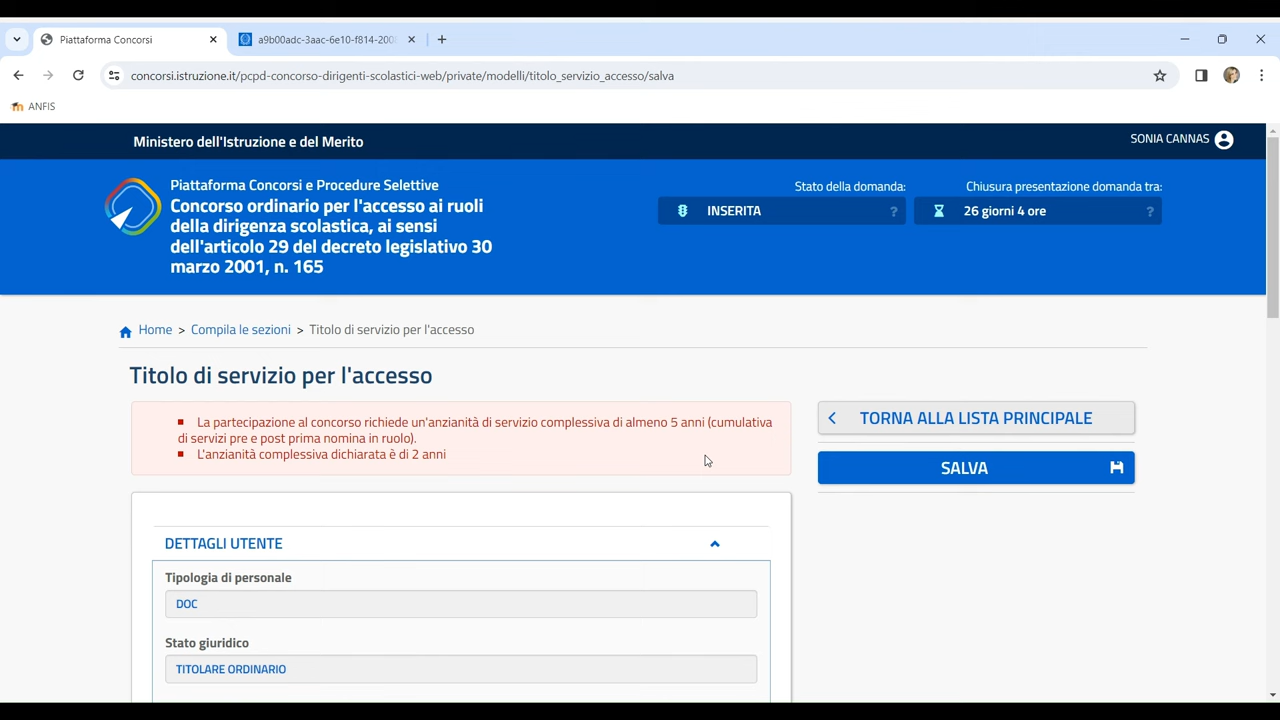 Piattaforma Concorsi
a9b00adc-3aac-6e10-f814-200
concorsi.istruzione.it/pcpd-concorso-dirigenti-scolastici-web/private/modelli/titolo_servizio_accesso/salva
ANFIS
Ministero dell'Istruzione e del Merito
SONIA CANNAS
Piattaforma Concorsi e Procedure Selettive
Concorso ordinario per l'accesso ai ruoli
della dirigenza scolastica, ai sensi
dell'articolo 29 del decreto legislativo 30
marzo 2001, n. 165
Stato della domanda:
INSERITA ?
Chiusura presentazione domanda tra:
26 giorni 4 ore ?
Home > Compila le sezioni > Titolo di servizio per l'accesso
Titolo di servizio per l'accesso
La partecipazione al concorso richiede un'anzianità di servizio complessiva di almeno 5 anni (cumulativa
di servizi pre e post prima nomina in ruolo).
L'anzianità complessiva dichiarata è di 2 anni
TORNA ALLA LISTA PRINCIPALE
SALVA
DETTAGLI UTENTE
Tipologia di personale
DOC
Stato giuridico
TITOLARE ORDINARIO